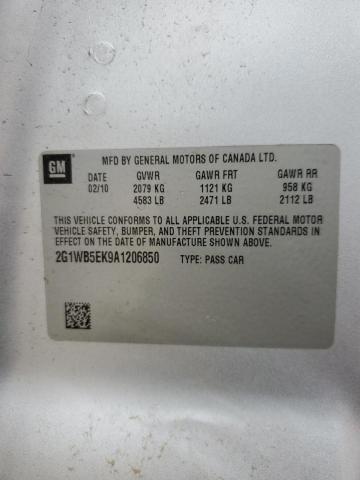 GM
MFD BY GENERAL MOTORS OF CANADA LTD.
DATE GVWR GAWR FRT GAWR RR
02/10 2079 KG 1121 KG 958 KG
4583 LB 2471 LB 2112 LB
THIS VEHICLE CONFORMS TO ALL APPLICABLE U.S. FEDERAL MOTOR
VEHICLE SAFETY, BUMPER, AND THEFT PREVENTION STANDARDS IN
EFFECT ON THE DATE OF MANUFACTURE SHOWN ABOVE.
2G1WB5EK9A1206850 TYPE: PASS CAR